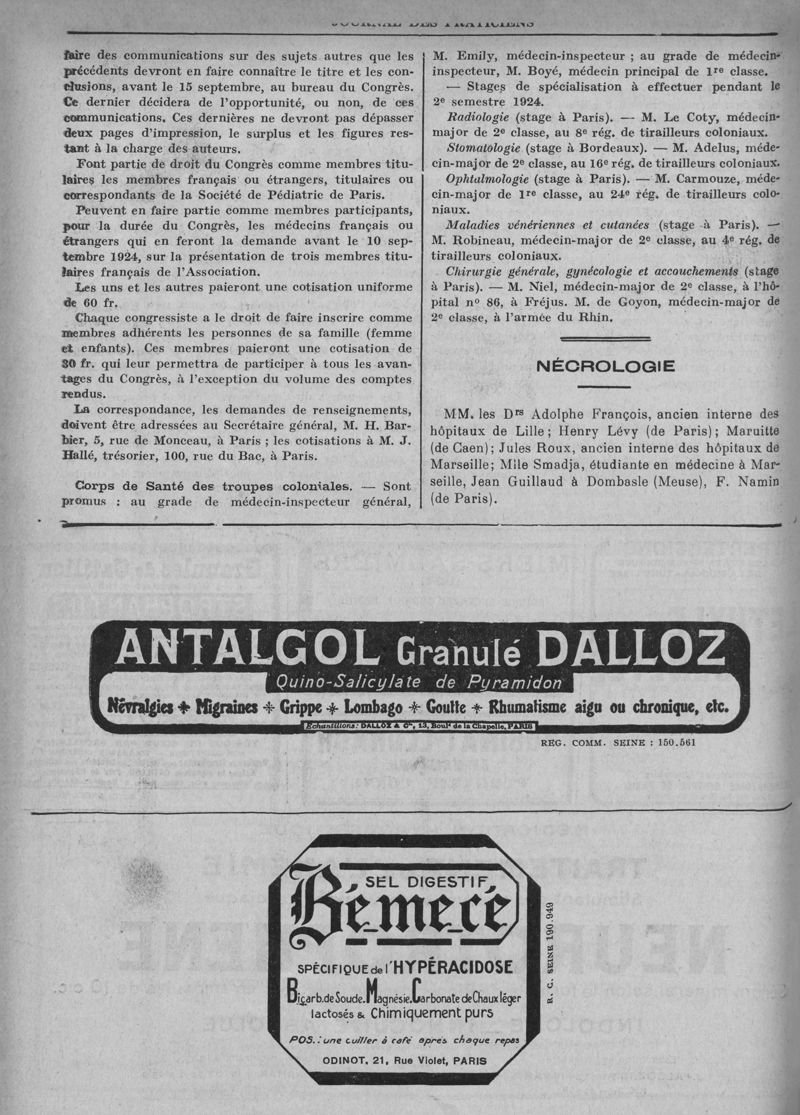 JOURNAL DES PRATICIENS
faire des communications sur des sujets autres que les
précédents devront en faire connaître le titre et les con-
clusions, avant le 15 septembre, au bureau du Congrès.
Ce dernier décidera de l'opportunité, ou non, de ces
communications. Ces dernières ne devront pas dépasser
deux pages d'impression, le surplus et les figures res-
tant à la charge des auteurs.
Font partie de droit du Congrès comme membres titu-
laires les membres français ou étrangers, titulaires ou
correspondants de la Société de Pédiatrie de Paris.
Peuvent en faire partie comme membres participants,
pour la durée du Congrès, les médecins français ou
étrangers qui en feront la demande avant le 10 sep-
tembre 1924, sur la présentation de trois membres titu-
laires français de l'Association.
Les uns et les autres paieront une cotisation uniforme
de 60 fr.
Chaque congressiste a le droit de faire inscrire comme
membres adhérents les personnes de sa famille (femme
et enfants). Ces membres paieront une cotisation de
30 fr. qui leur permettra de participer à tous les avan-
tages du Congrès, à l'exception du volume des comptes
rendus.
La correspondance, les demandes de renseignements,
doivent être adressées au Secrétaire général, M. H. Bar-
bier, 5, rue de Monceau, à Paris ; les cotisations à M. J.
Hallé, trésorier, 100, rue du Bac, à Paris.
Corps de Santé des troupes coloniales. — Sont
promus : au grade de médecin-inspecteur général,
M. Emily, médecin-inspecteur ; au grade de médecin-
inspecteur, M. Boyé, médecin principal de 1re classe.
— Stages de spécialisation à effectuer pendant le
2e semestre 1924.
Radiologie (stage à Paris). — M. Le Coty, médecin-
major de 2e classe, au 8e rég. de tirailleurs coloniaux.
Stomatologie (stage à Bordeaux). — M. Adelus, méde-
cin-major de 2e classe, au 16e rég. de tirailleurs coloniaux.
Ophtalmologie (stage à Paris). — M. Carmouze, méde-
cin-major de 1re classe, au 24e rég. de tirailleurs colo-
niaux.
Maladies vénériennes et cutanées (stage à Paris). —
M. Robineau, médecin-major de 2e classe, au 4e rég. de
tirailleurs coloniaux.
Chirurgie générale, gynécologie et accouchements (stage
à Paris). — M. Niel, médecin-major de 2e classe, à l'hô-
pital no 86, à Fréjus. M. de Goyon, médecin-major de
2e classe, à l'armée du Rhin.
NÉCROLOGIE
MM. les Drs Adolphe François, ancien interne des
hôpitaux de Lille ; Henry Lévy (de Paris) ; Maruitte
(de Caen) ; Jules Roux, ancien interne des hôpitaux de
Marseille ; Mlle Smadja, étudiante en médecine à Mar-
seille, Jean Guillaud à Dombasle (Meuse), F. Namin
(de Paris).
ANTALGOL Granulé DALLOZ
Quino-Salicylate de Pyramidon
Névralgies + Migraines + Grippe + Lombago + Goutte + Rhumatisme aigu ou chronique, etc.
Échantillons : DALLOZ & Cie, 13, Boulᵈ de la Chapelle, PARIS
REG. COMM. SEINE : 150.561
SEL DIGESTIF
Bémécé
SPÉCIFIQUE de l'HYPÉRACIDOSE
Bicarb. de Soude. Magnésie. Carbonate de Chaux léger
lactosés & Chimiquement purs
POS. : une cuiller à café après chaque repas
ODINOT, 21, Rue Violet, PARIS
R. C. SEINE 190.949